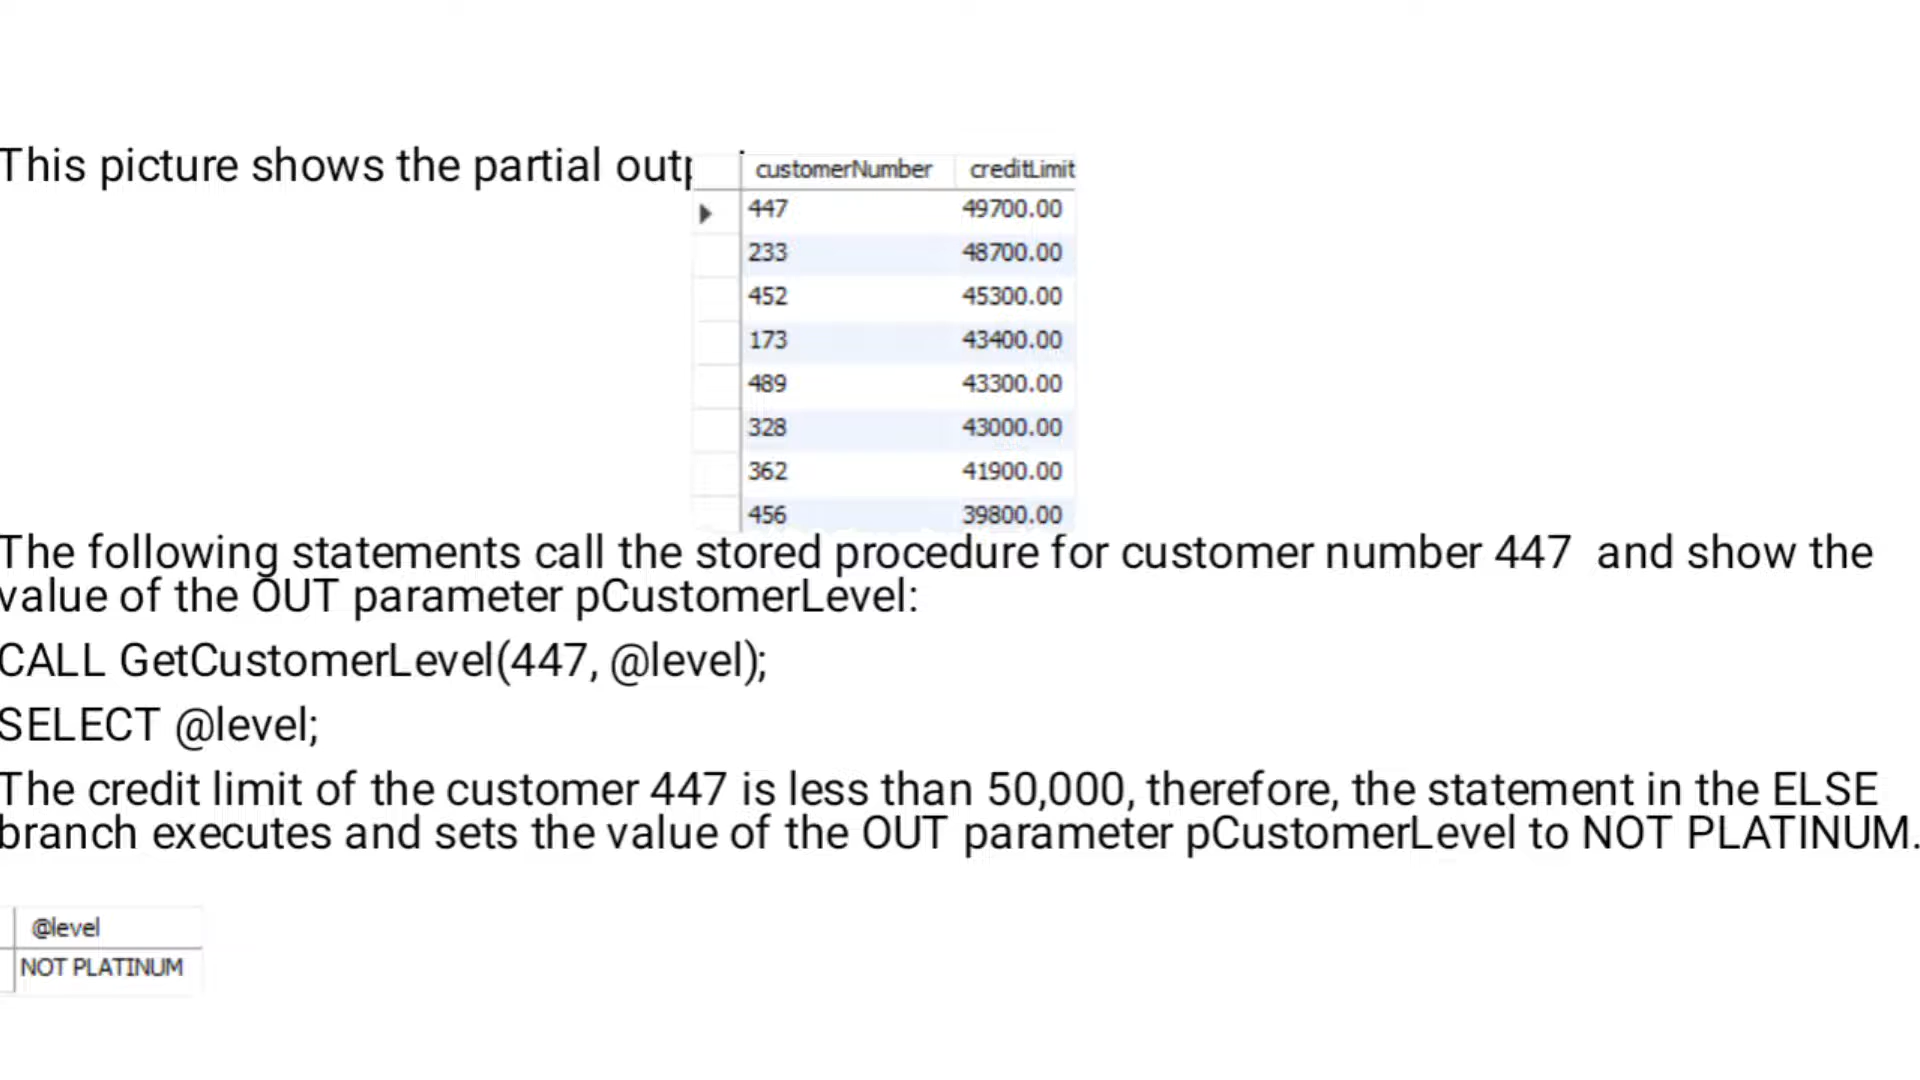 This picture shows the partial outp
customerNumber creditLimit
447 49700.00
233 48700.00
452 45300.00
173 43400.00
489 43300.00
328 43000.00
362 41900.00
456 39800.00
The following statements call the stored procedure for customer number 447 and show the
value of the OUT parameter pCustomerLevel:
CALL GetCustomerLevel(447, @level);
SELECT @level;
The credit limit of the customer 447 is less than 50,000, therefore, the statement in the ELSE
branch executes and sets the value of the OUT parameter pCustomerLevel to NOT PLATINUM.
@level
NOT PLATINUM